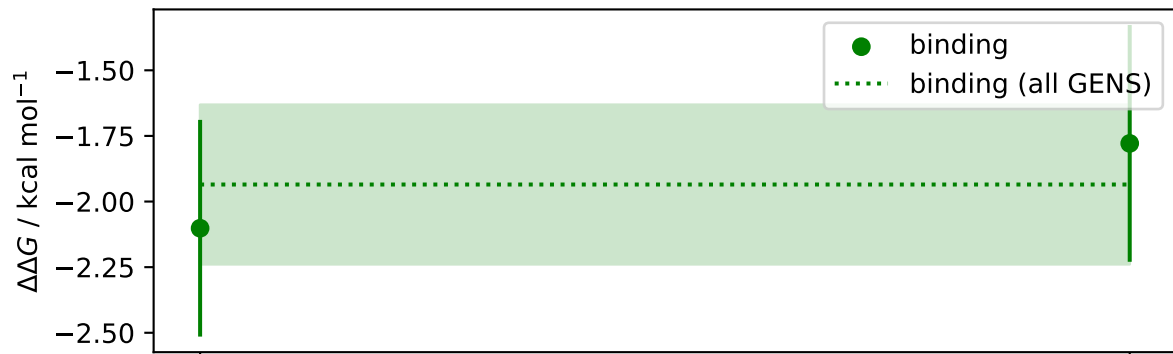 ΔΔG / kcal mol⁻¹
−1.50
−1.75
−2.00
−2.25
−2.50
binding
binding (all GENS)